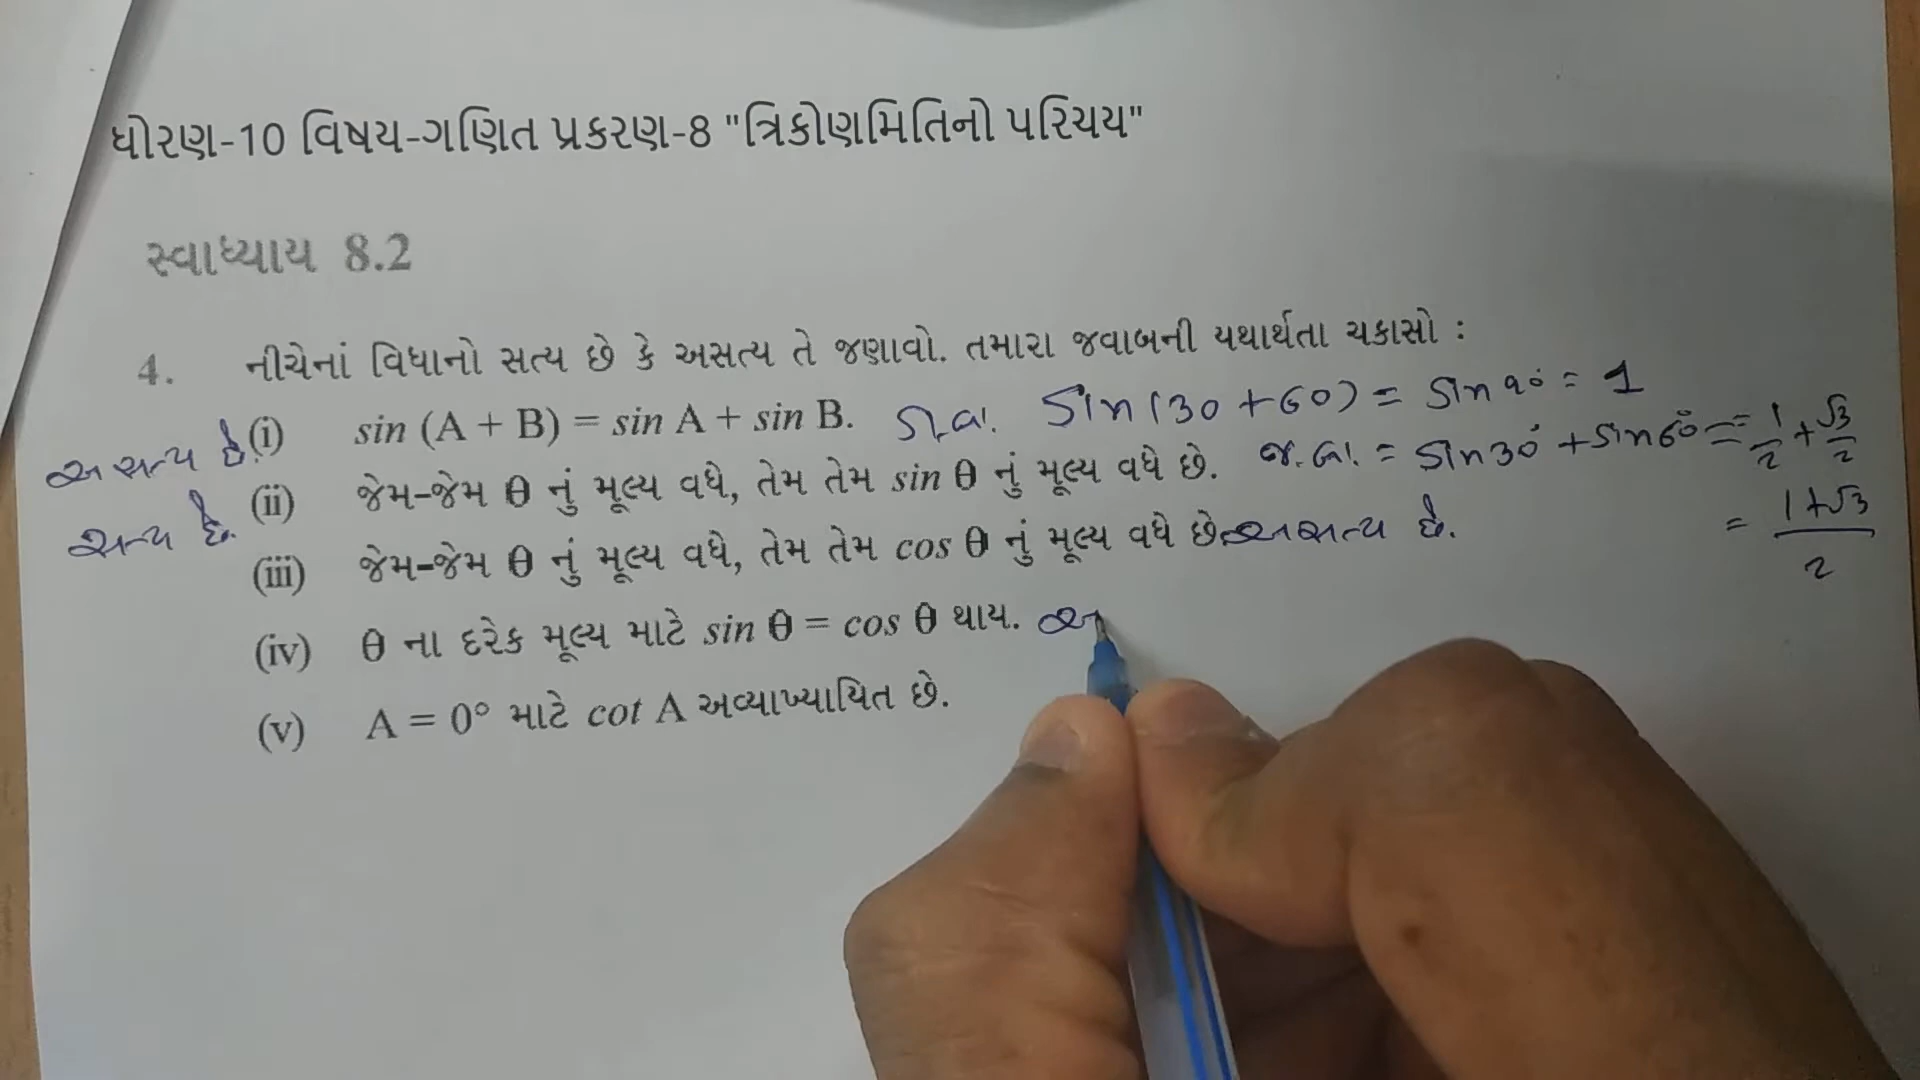 ધોરણ-10 વિષય-ગણિત પ્રકરણ-8 "ત્રિકોણમિતિનો પરિચય"
સ્વાધ્યાય 8.2
4. નીચેનાં વિધાનો સત્ય છે કે અસત્ય તે જણાવો. તમારા જવાબની યથાર્થતા ચકાસો :
અસત્ય છે. (i) sin (A + B) = sin A + sin B. ડા.બા. Sin(30+60) = Sin 90° = 1
સત્ય છે. (ii) જેમ-જેમ θ નું મૂલ્ય વધે, તેમ તેમ sin θ નું મૂલ્ય વધે છે. જ.બા. = Sin30° + Sin60° = = 1/2 + √3/2
= 1+√3/2
(iii) જેમ-જેમ θ નું મૂલ્ય વધે, તેમ તેમ cos θ નું મૂલ્ય વધે છે. અસત્ય છે.
(iv) θ ના દરેક મૂલ્ય માટે sin θ = cos θ થાય. અ
(v) A = 0° માટે cot A અવ્યાખ્યાયિત છે.